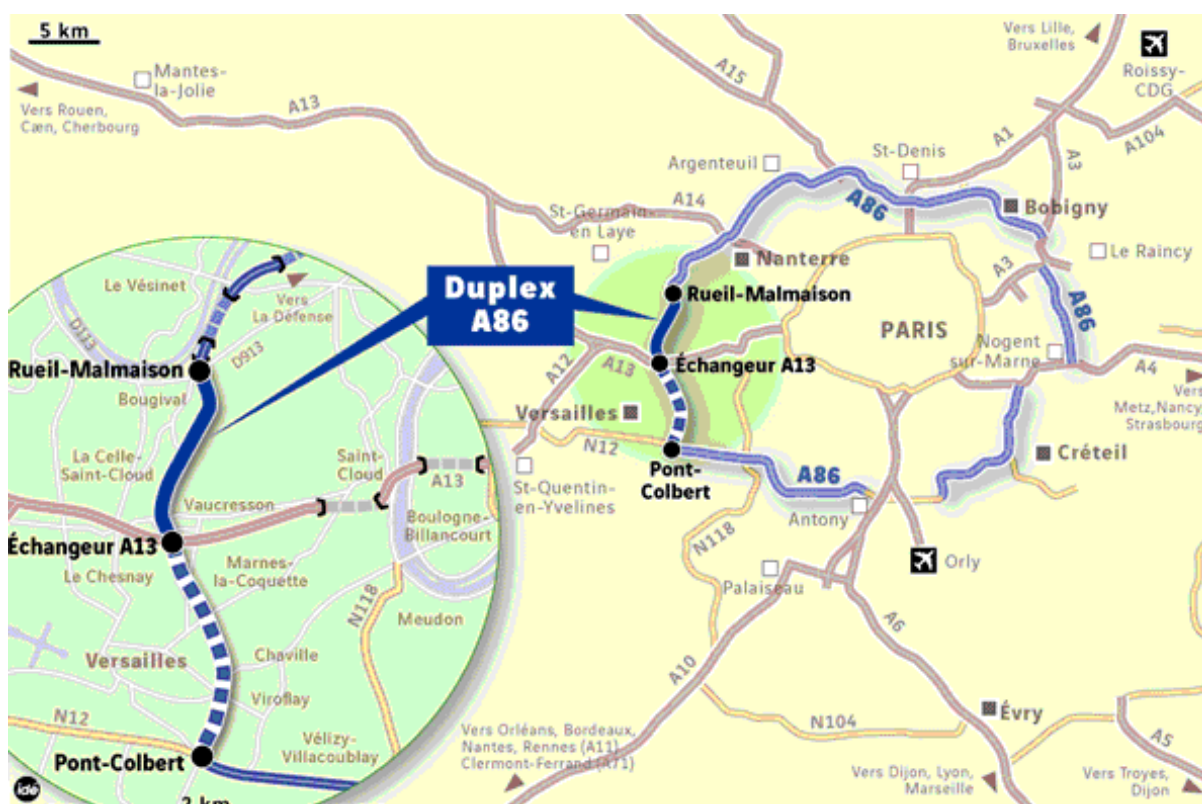 5 km
Mantes-
la-Jolie
Vers Rouen,
Cæn, Cherbourg
A13
A15
Vers Lille,
Bruxelles
Roissy-
CDG
A1
A104
A3
Argenteuil
St-Denis
A86
Bobigny
A14
St-Germain-
en Laye
Nanterre
Le Raincy
A3
A86
Duplex
A86
Rueil-Malmaison
PARIS
Nogent
sur-Marne
A12
A13
Échangeur A13
A4
Vers
Metz,Nancy,
Strasbourg
Versailles
N12
Pont-
Colbert
A86
Créteil
St-Quentin-
en-Yvelines
Antony
N118
Palaiseau
Orly
A6
A10
N104
Évry
A5
Vers Orléans, Bordeaux,
Nantes, Rennes (A11)
Clermont-Ferrand (A71)
Vers Dijon, Lyon,
Marseille
Vers Troyes,
Dijon
Le Vésinet
Vers
La Défense
D113
D913
Rueil-Malmaison
Bougival
La Celle-
Saint-Cloud
Saint-
Cloud
A13
Vaucresson
Boulogne-
Billancourt
Échangeur A13
Marnes-
la-Coquette
Le Chesnay
N118
Meudon
Versailles
Chaville
Viroflay
N12
Vélizy-
Villacoublay
Pont-Colbert
2 km
idé